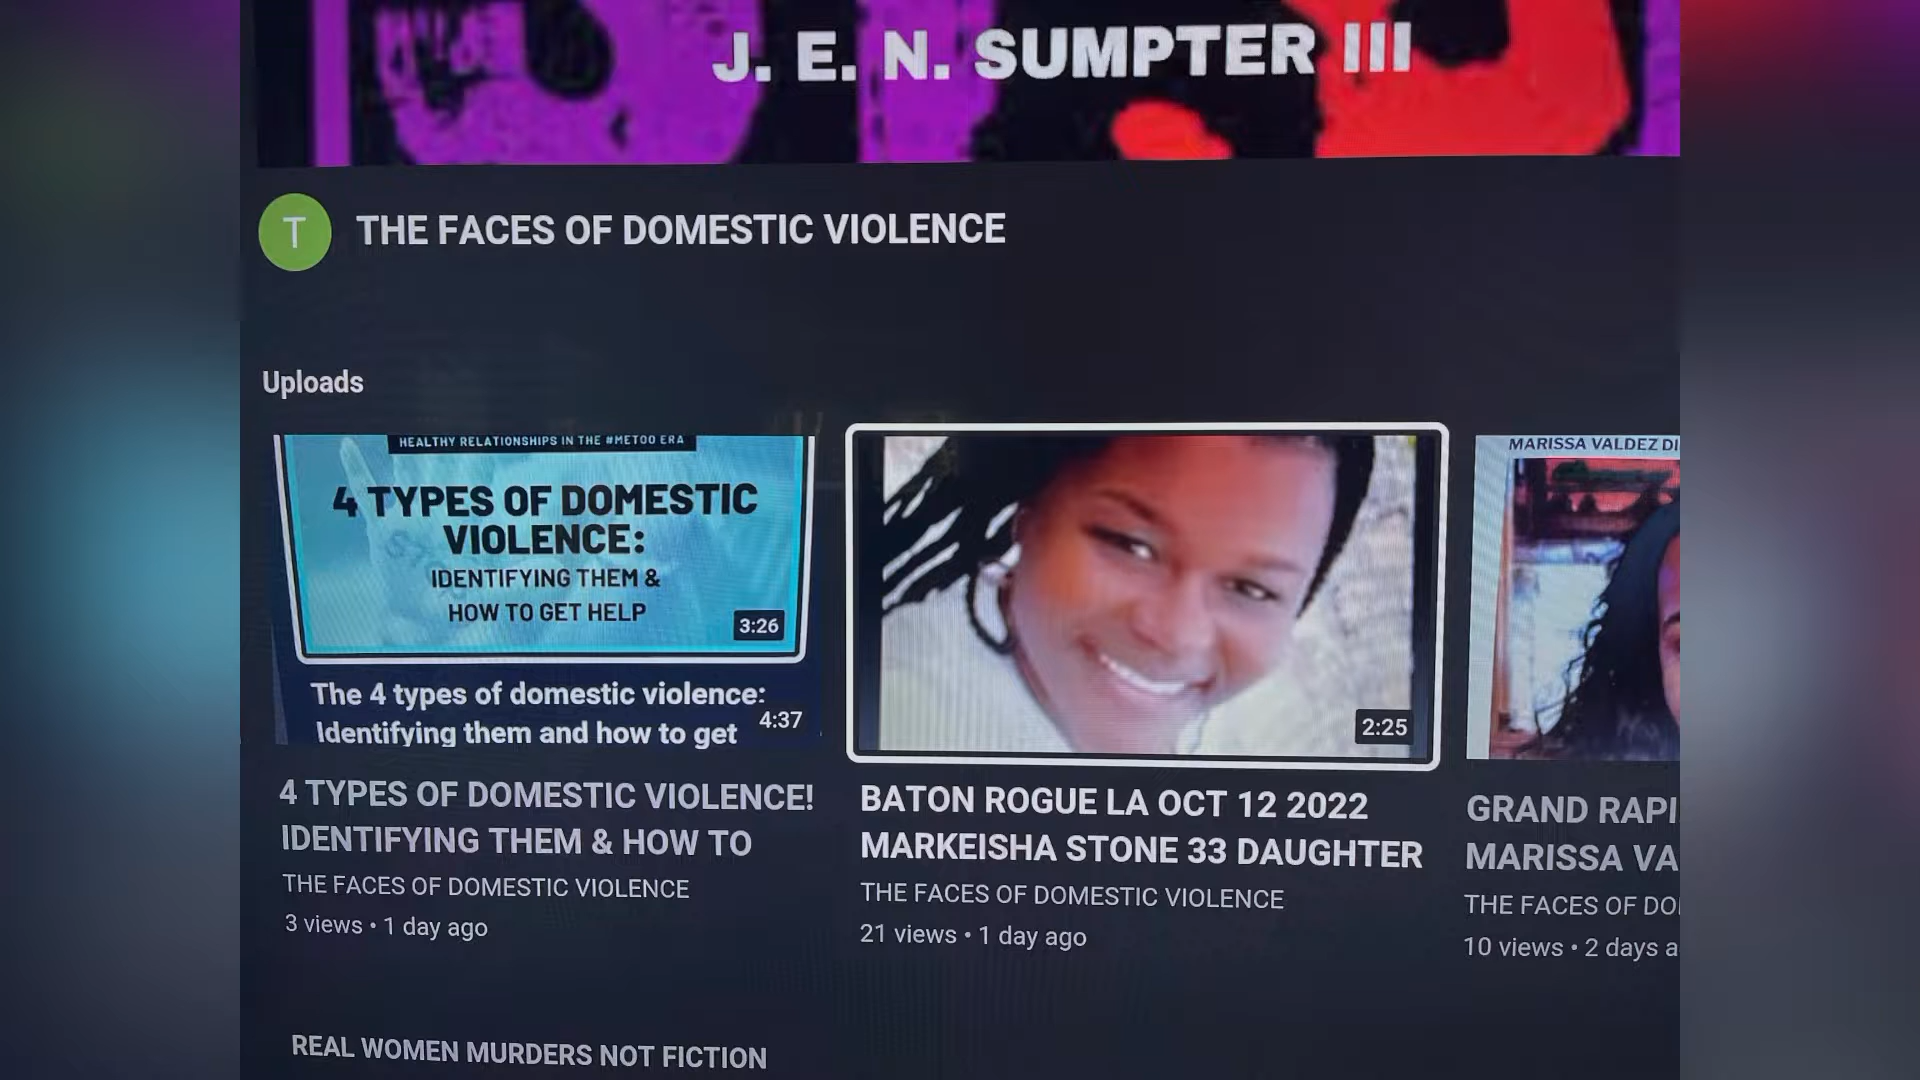 J. E. N. SUMPTER III
T
THE FACES OF DOMESTIC VIOLENCE
Uploads
HEALTHY RELATIONSHIPS IN THE #METOO ERA
4 TYPES OF DOMESTIC
VIOLENCE:
IDENTIFYING THEM &
HOW TO GET HELP
3:26
The 4 types of domestic violence:
Identifying them and how to get
4:37
4 TYPES OF DOMESTIC VIOLENCE!
IDENTIFYING THEM & HOW TO
THE FACES OF DOMESTIC VIOLENCE
3 views • 1 day ago
2:25
BATON ROGUE LA OCT 12 2022
MARKEISHA STONE 33 DAUGHTER
THE FACES OF DOMESTIC VIOLENCE
21 views • 1 day ago
MARISSA VALDEZ DI
GRAND RAPI
MARISSA VA
THE FACES OF DO
10 views • 2 days a
REAL WOMEN MURDERS NOT FICTION